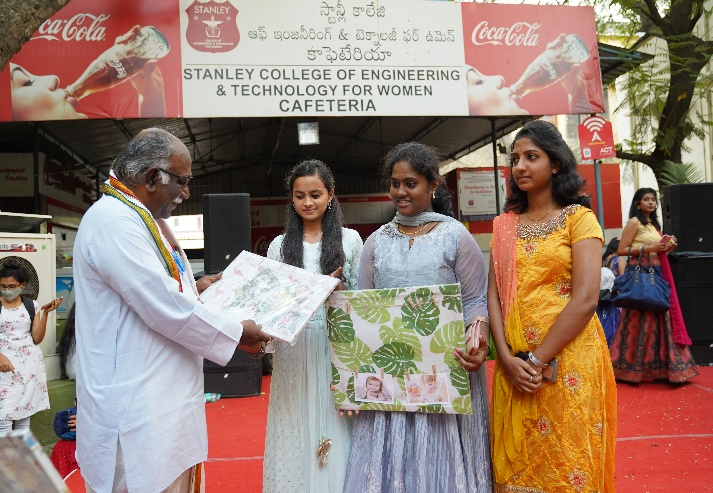 Coca-Cola
STANLEY
స్టాన్లీ కాలేజి
ఆఫ్ ఇంజనీరింగ్ & టెక్నాలజీ ఫర్ ఉమెన్
కాఫెటేరియా
STANLEY COLLEGE OF ENGINEERING
& TECHNOLOGY FOR WOMEN
CAFETERIA
Coca-Cola
ACT